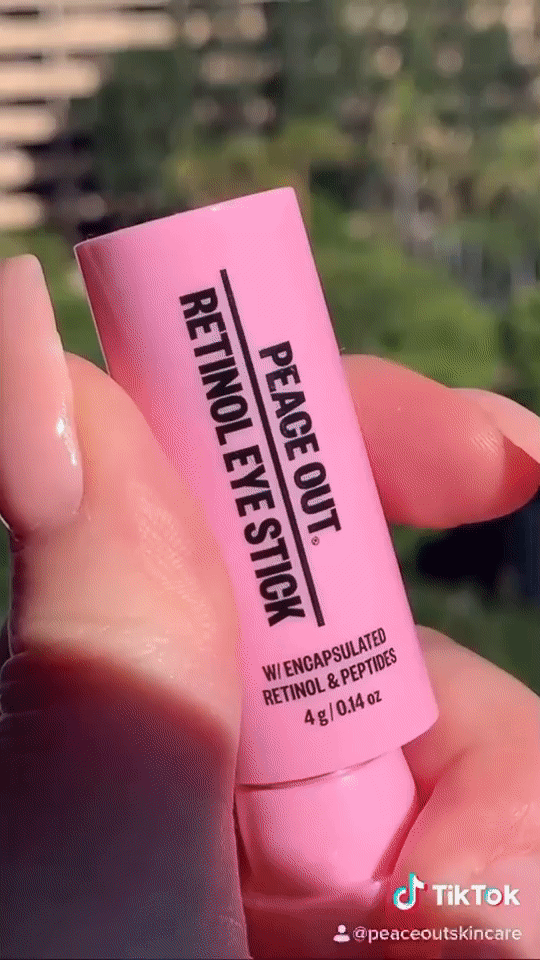 PEACE OUT®
RETINOL EYE STICK
W/ ENCAPSULATED
RETINOL & PEPTIDES
4 g / 0.14 oz
TikTok
@peaceoutskincare